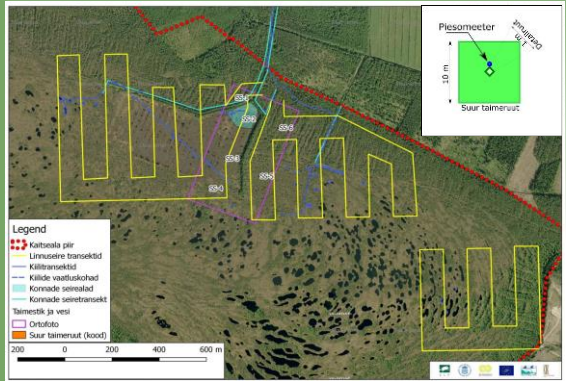 Piesomeeter
Detailruut
1 m
10 m
Suur taimeruut
SS-1
SS-2
SS-6
SS-3
SS-5
SS-4
Legend
Kaitseala piir
Linnuseire transektid
Kiilitransektid
Kiilide vaatluskohad
Konnade seirealad
Konnade seiretransekt
Taimestik ja vesi
Ortofoto
Suur taimeruut (kood)
200 0 200 400 600 m